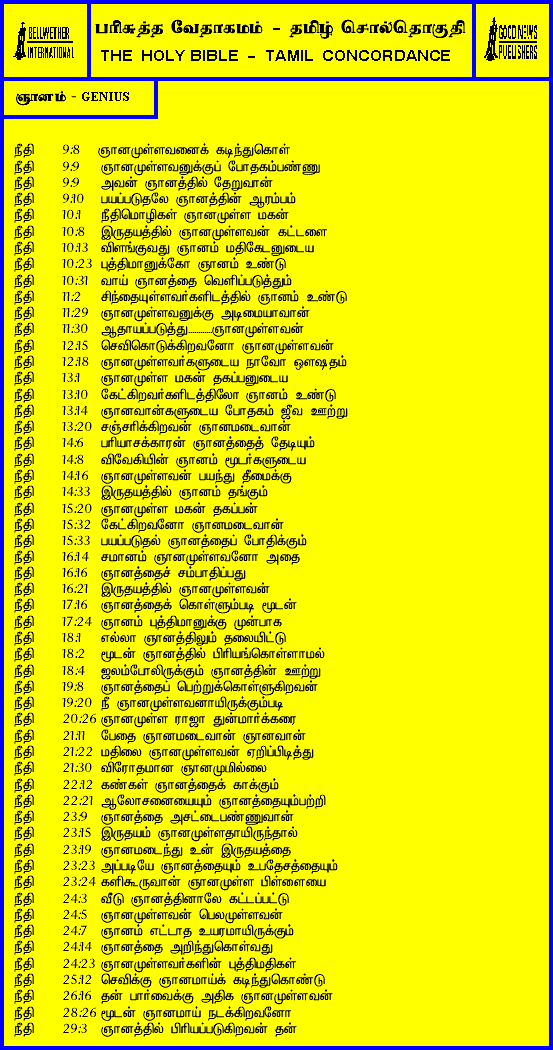 BELLWETHER
INTERNATIONAL
பரிசுத்த வேதாகமம் - தமிழ் சொல்தொகுதி
THE HOLY BIBLE - TAMIL CONCORDANCE
GOOD NEWS
PUBLISHERS
ஞானம் - GENIUS
நீதி 9:8 ஞானமுள்ளவனைக் கடிந்துகொள்
நீதி 9:9 ஞானமுள்ளவனுக்குப் போதகம்பண்ணு
நீதி 9:9 அவன் ஞானத்தில் தேறுவான்
நீதி 9:10 பயப்படுதலே ஞானத்தின் ஆரம்பம்
நீதி 10:1 நீதிமொழிகள் ஞானமுள்ள மகன்
நீதி 10:8 இருதயத்தில் ஞானமுள்ளவன் கட்டளை
நீதி 10:13 விளங்குவது ஞானம் மதிகேடனுடைய
நீதி 10:23 புத்திமானுக்கோ ஞானம் உண்டு
நீதி 10:31 வாய் ஞானத்தை வெளிப்படுத்தும்
நீதி 11:2 சிந்தையுள்ளவர்களிடத்தில் ஞானம் உண்டு
நீதி 11:29 ஞானமுள்ளவனுக்கு அடிமையாவான்
நீதி 11:30 ஆதாயப்படுத்து...........ஞானமுள்ளவன்
நீதி 12:15 செவிகொடுக்கிறவனோ ஞானமுள்ளவன்
நீதி 12:18 ஞானமுள்ளவர்களுடைய நாவோ ஔஷதம்
நீதி 13:1 ஞானமுள்ள மகன் தகப்பனுடைய
நீதி 13:10 கேட்கிறவர்களிடத்திலோ ஞானம் உண்டு
நீதி 13:14 ஞானவான்களுடைய போதகம் ஜீவ ஊற்று
நீதி 13:20 சஞ்சரிக்கிறவன் ஞானமடைவான்
நீதி 14:6 பரியாசக்காரன் ஞானத்தைத் தேடியும்
நீதி 14:8 விவேகியின் ஞானம் மூடர்களுடைய
நீதி 14:16 ஞானமுள்ளவன் பயந்து தீமைக்கு
நீதி 14:33 இருதயத்தில் ஞானம் தங்கும்
நீதி 15:20 ஞானமுள்ள மகன் தகப்பன்
நீதி 15:32 கேட்கிறவனோ ஞானமடைவான்
நீதி 15:33 பயப்படுதல் ஞானத்தைப் போதிக்கும்
நீதி 16:14 சமானம் ஞானமுள்ளவனோ அதை
நீதி 16:16 ஞானத்தைச் சம்பாதிப்பது
நீதி 16:21 இருதயத்தில் ஞானமுள்ளவன்
நீதி 17:16 ஞானத்தைக் கொள்ளும்படி மூடன்
நீதி 17:24 ஞானம் புத்திமானுக்கு முன்பாக
நீதி 18:1 எல்லா ஞானத்திலும் தலையிட்டு
நீதி 18:2 மூடன் ஞானத்தில் பிரியங்கொள்ளாமல்
நீதி 18:4 ஜலம்போலிருக்கும் ஞானத்தின் ஊற்று
நீதி 19:8 ஞானத்தைப் பெற்றுக்கொள்ளுகிறவன்
நீதி 19:20 நீ ஞானமுள்ளவனாயிருக்கும்படி
நீதி 20:26 ஞானமுள்ள ராஜா துன்மார்க்கரை
நீதி 21:11 பேதை ஞானமடைவான் ஞானவான்
நீதி 21:22 மதிலை ஞானமுள்ளவன் ஏறிப்பிடித்து
நீதி 21:30 விரோதமான ஞானமுமில்லை
நீதி 22:12 கண்கள் ஞானத்தைக் காக்கும்
நீதி 22:21 ஆலோசனையையும் ஞானத்தையும்பற்றி
நீதி 23:9 ஞானத்தை அசட்டைபண்ணுவான்
நீதி 23:15 இருதயம் ஞானமுள்ளதாயிருந்தால்
நீதி 23:19 ஞானமடைந்து உன் இருதயத்தை
நீதி 23:23 அப்படியே ஞானத்தையும் உபதேசத்தையும்
நீதி 23:24 களிகூருவான் ஞானமுள்ள பிள்ளையை
நீதி 24:3 வீடு ஞானத்தினாலே கட்டப்பட்டு
நீதி 24:5 ஞானமுள்ளவன் பெலமுள்ளவன்
நீதி 24:7 ஞானம் எட்டாத உயரமாயிருக்கும்
நீதி 24:14 ஞானத்தை அறிந்துகொள்வது
நீதி 24:23 ஞானமுள்ளவர்களின் புத்திமதிகள்
நீதி 25:12 செவிக்கு ஞானமாய்க் கடிந்துகொண்டு
நீதி 26:16 தன் பார்வைக்கு அதிக ஞானமுள்ளவன்
நீதி 28:26 மூடன் ஞானமாய் நடக்கிறவனோ
நீதி 29:3 ஞானத்தில் பிரியப்படுகிறவன் தன்